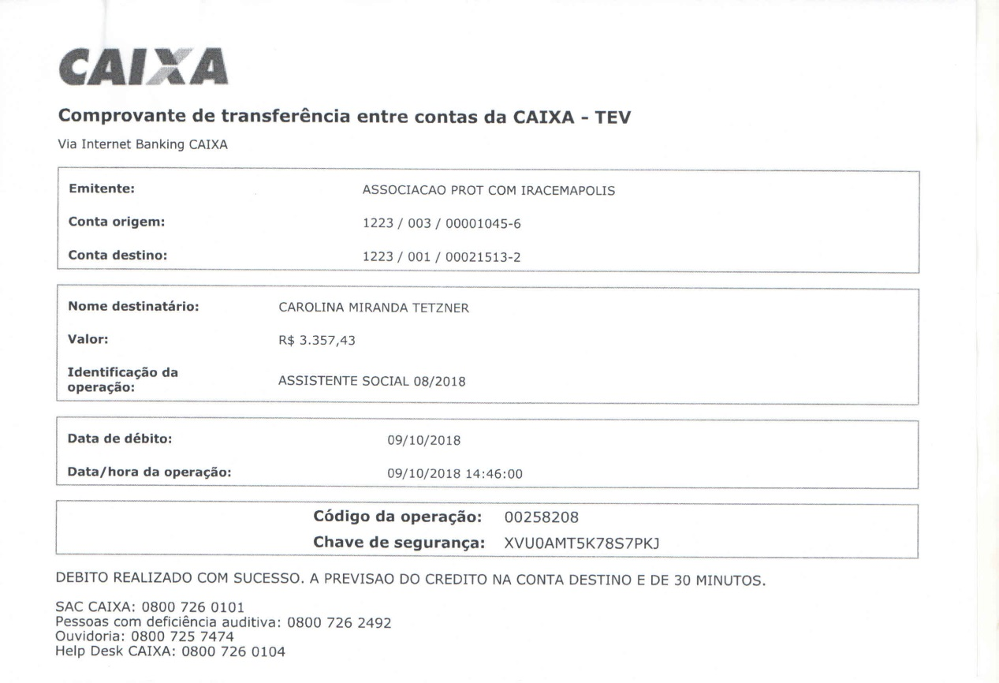 CAIXA
Comprovante de transferência entre contas da CAIXA - TEV
Via Internet Banking CAIXA
Emitente: ASSOCIACAO PROT COM IRACEMAPOLIS
Conta origem: 1223 / 003 / 00001045-6
Conta destino: 1223 / 001 / 00021513-2
Nome destinatário: CAROLINA MIRANDA TETZNER
Valor: R$ 3.357,43
Identificação da
operação: ASSISTENTE SOCIAL 08/2018
Data de débito: 09/10/2018
Data/hora da operação: 09/10/2018 14:46:00
Código da operação: 00258208
Chave de segurança: XVU0AMT5K78S7PKJ
DEBITO REALIZADO COM SUCESSO. A PREVISAO DO CREDITO NA CONTA DESTINO E DE 30 MINUTOS.
SAC CAIXA: 0800 726 0101
Pessoas com deficiência auditiva: 0800 726 2492
Ouvidoria: 0800 725 7474
Help Desk CAIXA: 0800 726 0104